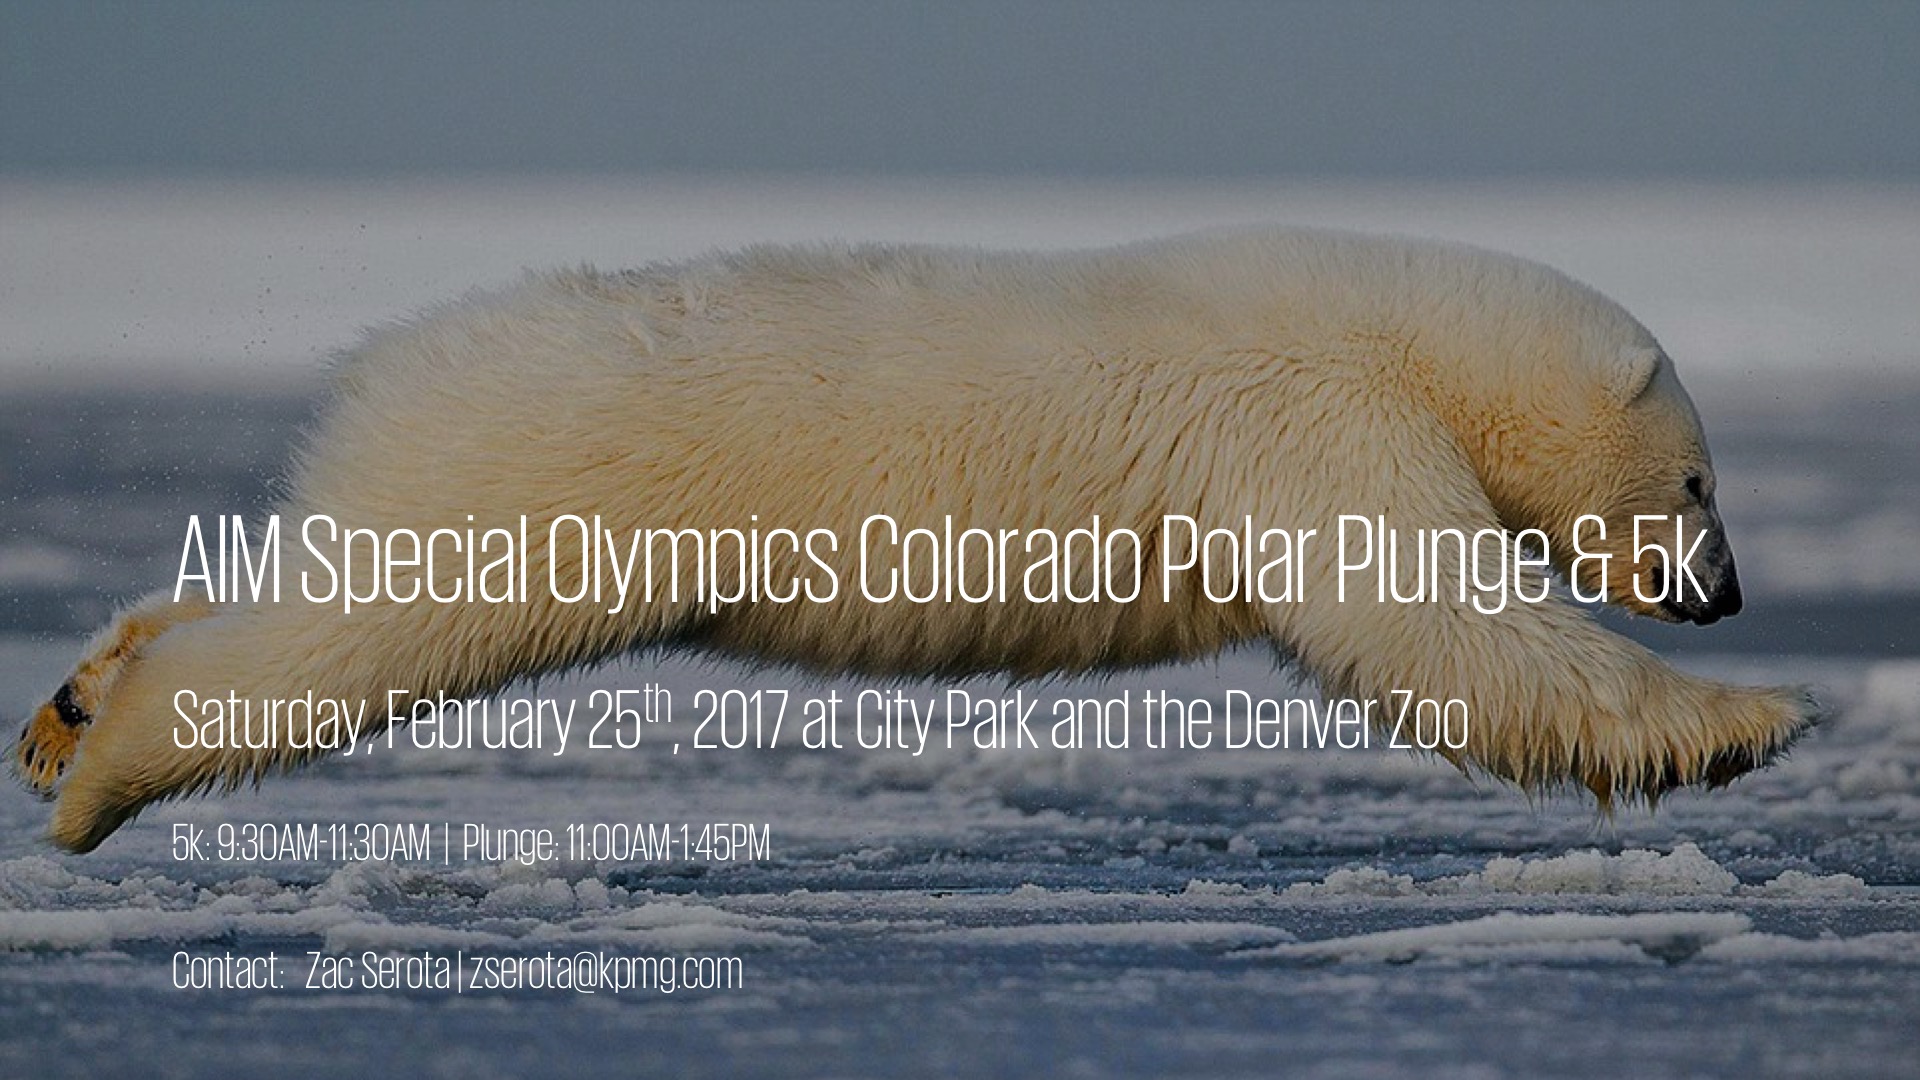 AIM Special Olympics Colorado Polar Plunge & 5k
Saturday, February 25th, 2017 at City Park and the Denver Zoo
5k: 9:30AM-11:30AM | Plunge: 11:00AM-1:45PM
Contact: Zac Serota | zserota@kpmg.com